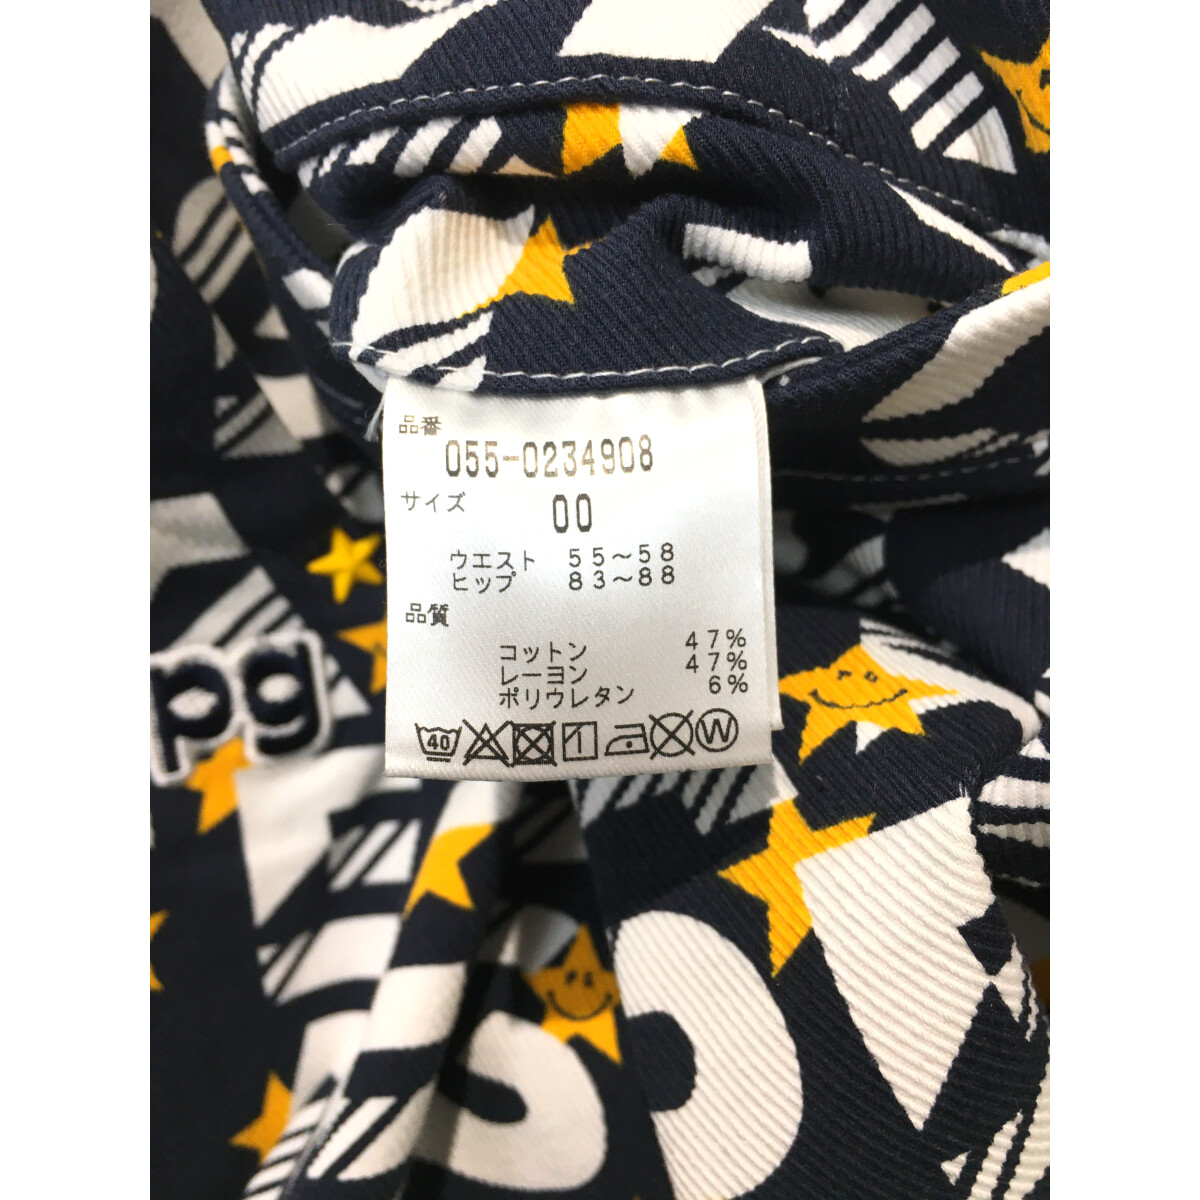 品番
055-0234908
サイズ
00
ウエスト 55～58
ヒップ 83～88
品質
コットン 47%
レーヨン 47%
ポリウレタン 6%
40
W
pg
P G